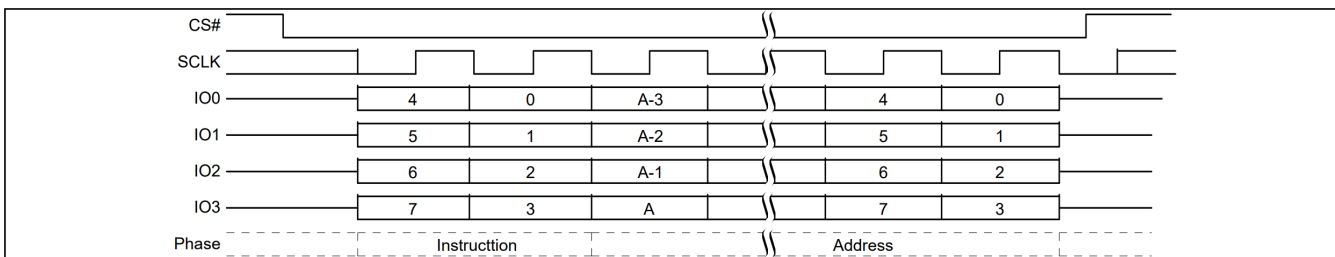 CS#
SCLK
IO0 4 0 A-3 4 0
IO1 5 1 A-2 5 1
IO2 6 2 A-1 6 2
IO3 7 3 A 7 3
Phase Instructtion Address